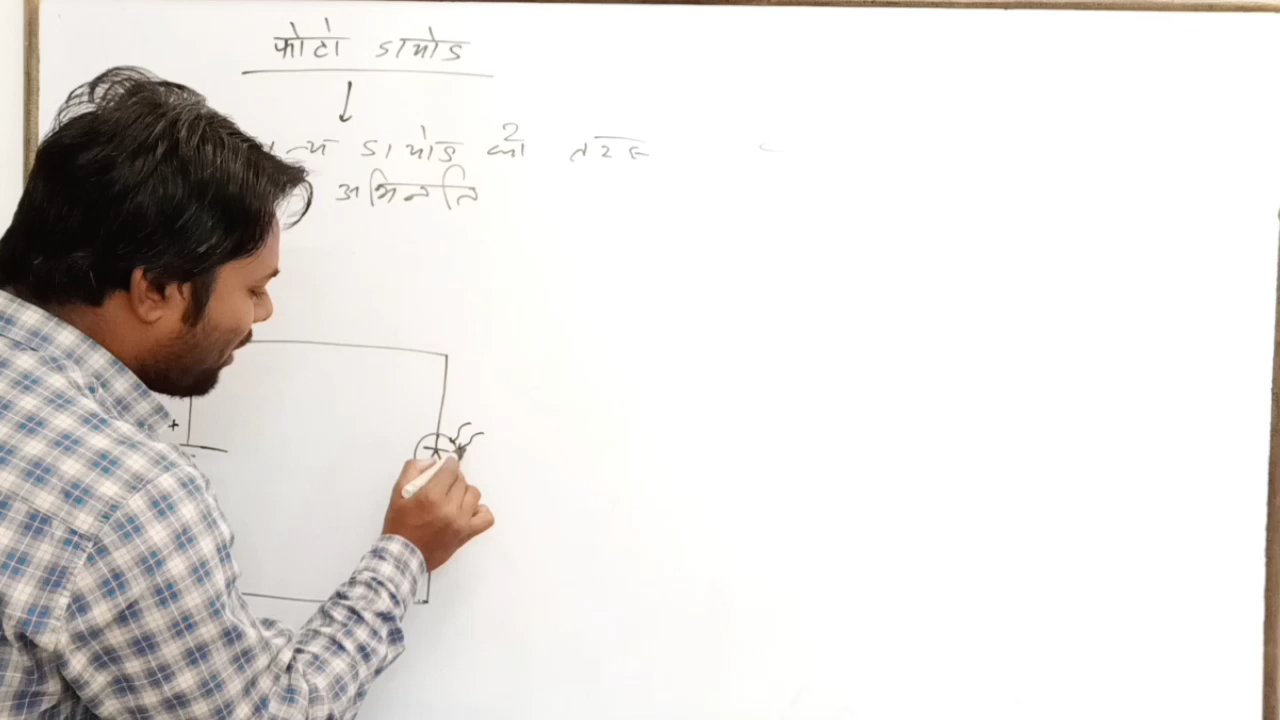 फोटो डायोड
डायोड की तरह
अभिनति
+